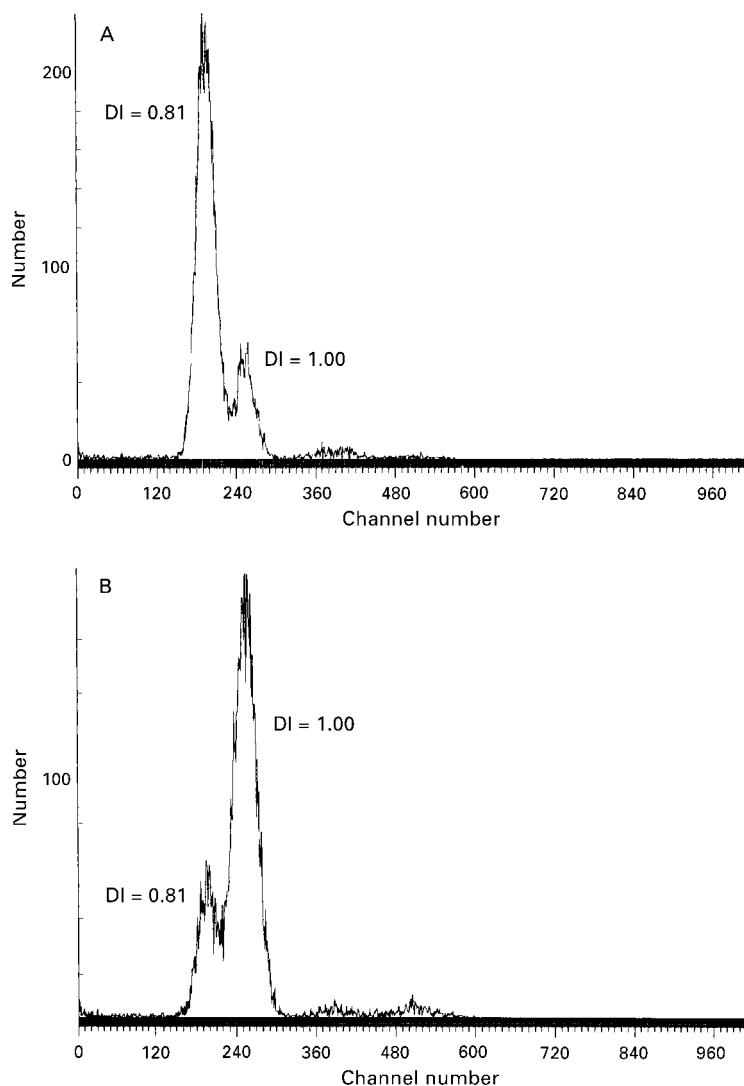 A
200
DI = 0.81
Number
100
DI = 1.00
0
0 120 240 360 480 600 720 840 960
Channel number
B
DI = 1.00
Number
100
DI = 0.81
0 120 240 360 480 600 720 840 960
Channel number